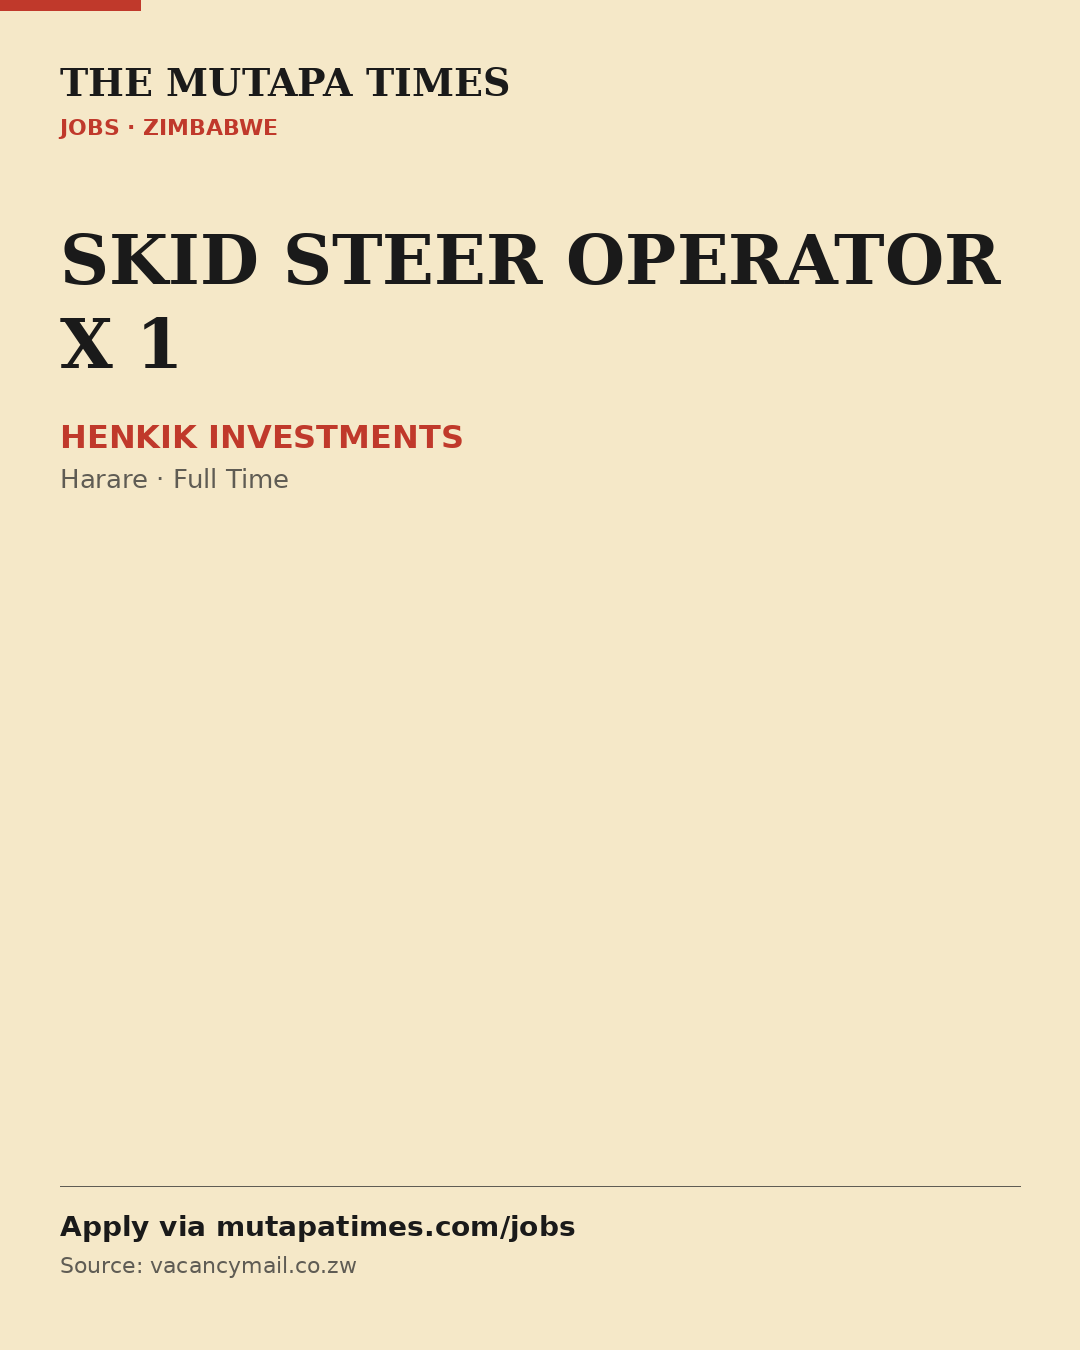 THE MUTAPA TIMES
JOBS · ZIMBABWE
SKID STEER OPERATOR
X 1
HENKIK INVESTMENTS
Harare · Full Time
Apply via mutapatimes.com/jobs
Source: vacancymail.co.zw